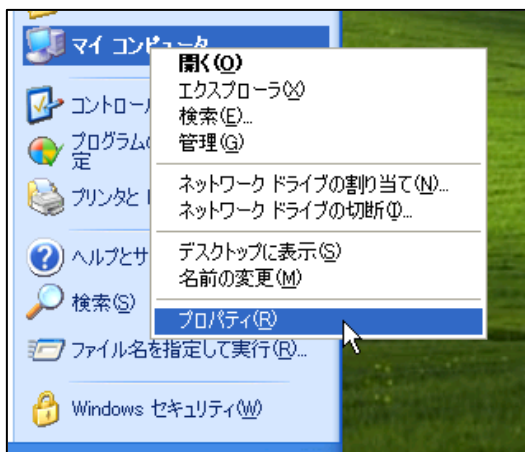 マイ コンピュータ
開く(O)
エクスプローラ(X)
検索(E)...
管理(G)
ネットワーク ドライブの割り当て(N)...
ネットワーク ドライブの切断(I)...
デスクトップに表示(S)
名前の変更(M)
プロパティ(R)
コントロール
プログラムの
定
プリンタと
ヘルプとサ
検索(S)
ファイル名を指定して実行(R)...
Windows セキュリティ(W)